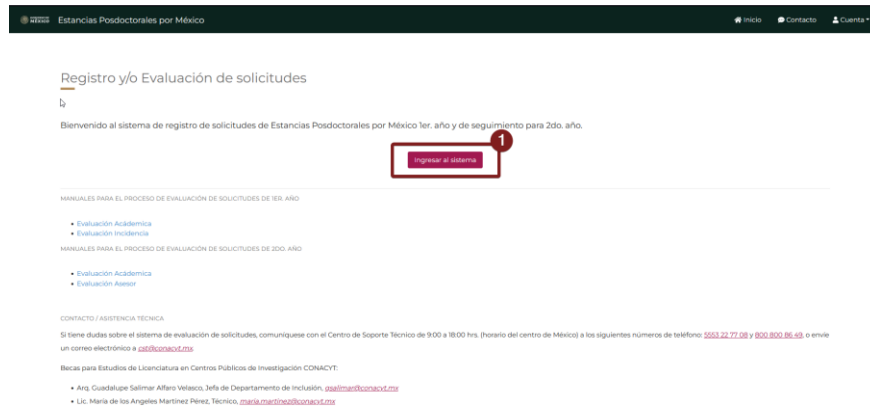 GOBIERNO DE MÉXICO Estancias Posdoctorales por México Inicio Contacto Cuenta
Registro y/o Evaluación de solicitudes
Bienvenido al sistema de registro de solicitudes de Estancias Posdoctorales por México 1er. año y de seguimiento para 2do. año.
1
Ingresar al sistema
MANUALES PARA EL PROCESO DE EVALUACIÓN DE SOLICITUDES DE 1ER. AÑO
• Evaluación Académica
• Evaluación Incidencia
MANUALES PARA EL PROCESO DE EVALUACIÓN DE SOLICITUDES DE 2DO. AÑO
• Evaluación Académica
• Evaluación Asesor
CONTACTO / ASISTENCIA TÉCNICA
Si tiene dudas sobre el sistema de evaluación de solicitudes, comuníquese con el Centro de Soporte Técnico de 9:00 a 18:00 hrs. (horario del centro de México) a los siguientes números de teléfono: 5553 22 77 08 y 800 800 86 49, o envíe
un correo electrónico a cst@conacyt.mx
Becas para Estudios de Licenciatura en Centros Públicos de Investigación CONACYT:
• Arq. Guadalupe Salimar Alfaro Velasco, Jefa de Departamento de Inclusión, gsalimar@conacyt.mx
• Lic. María de los Angeles Martínez Pérez, Técnico, maria.martinez@conacyt.mx